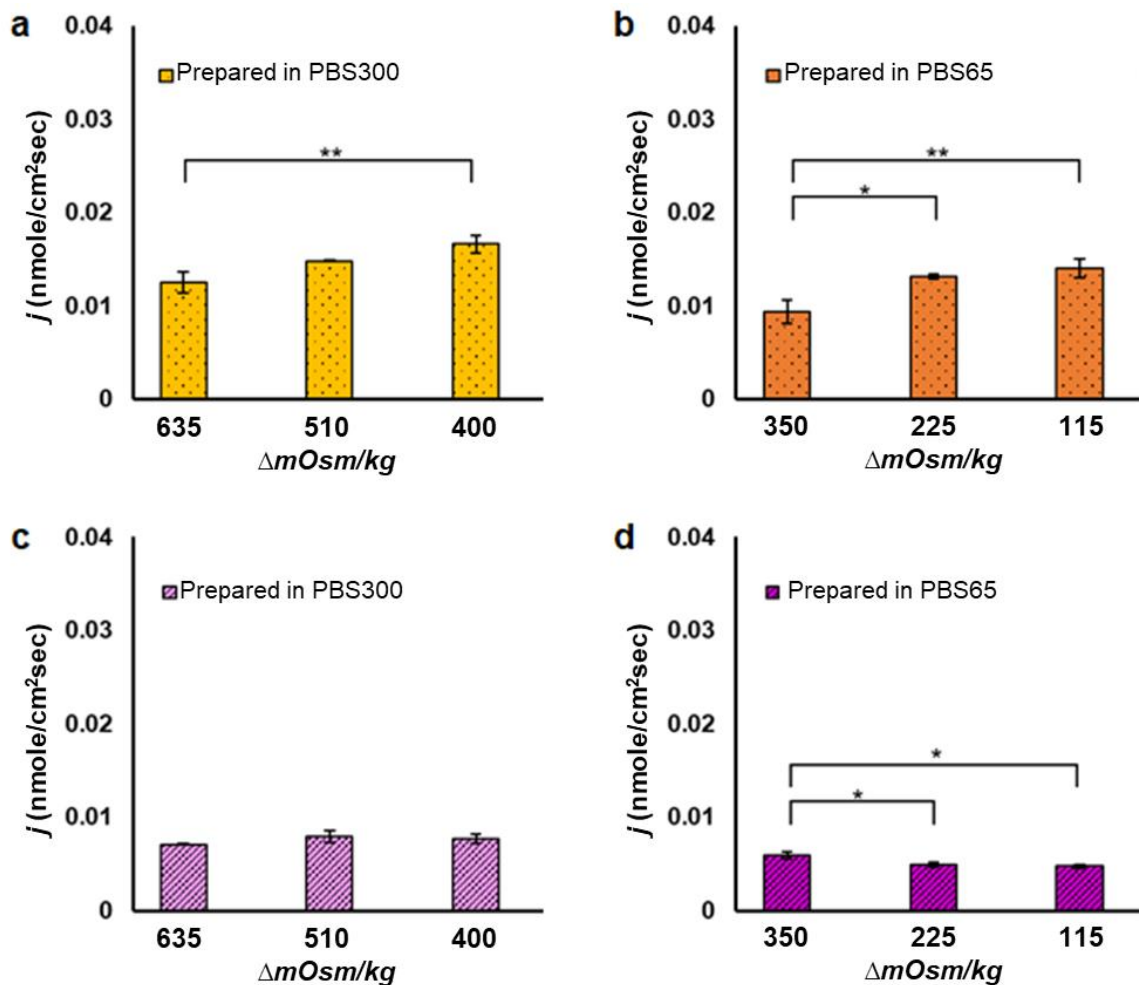 a
0.04
0.03
0.02
0.01
0
j (nmole/cm²sec)
Prepared in PBS300
**
635 510 400
ΔmOsm/kg
b
0.04
0.03
0.02
0.01
0
j (nmole/cm²sec)
Prepared in PBS65
**
*
350 225 115
ΔmOsm/kg
c
0.04
0.03
0.02
0.01
0
j (nmole/cm²sec)
Prepared in PBS300
635 510 400
ΔmOsm/kg
d
0.04
0.03
0.02
0.01
0
j (nmole/cm²sec)
Prepared in PBS65
*
*
350 225 115
ΔmOsm/kg